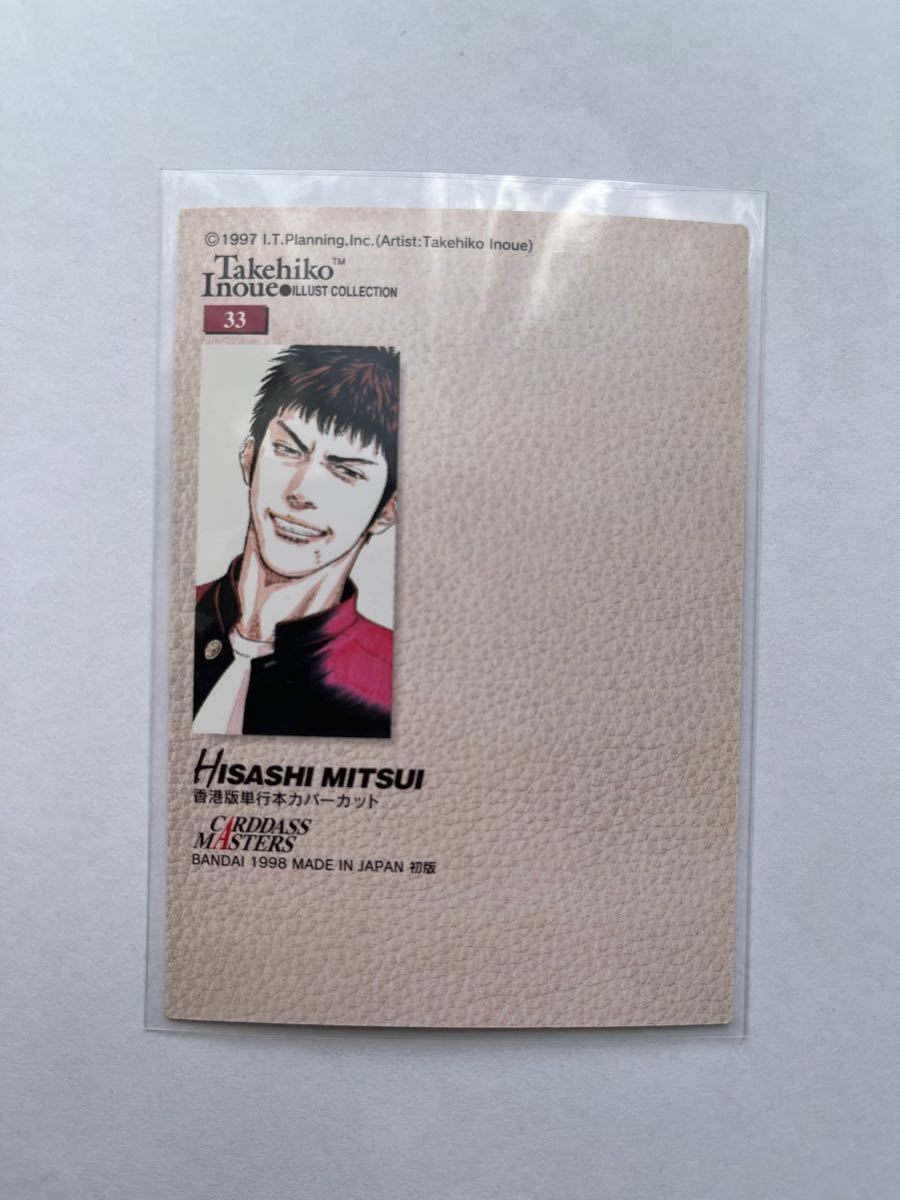 ©1997 I.T.Planning,Inc.(Artist:Takehiko Inoue)
Takehiko™
Inoue●ILLUST COLLECTION
33
HISASHI MITSUI
香港版単行本カバーカット
CARDDASS
MASTERS
BANDAI 1998 MADE IN JAPAN 初版